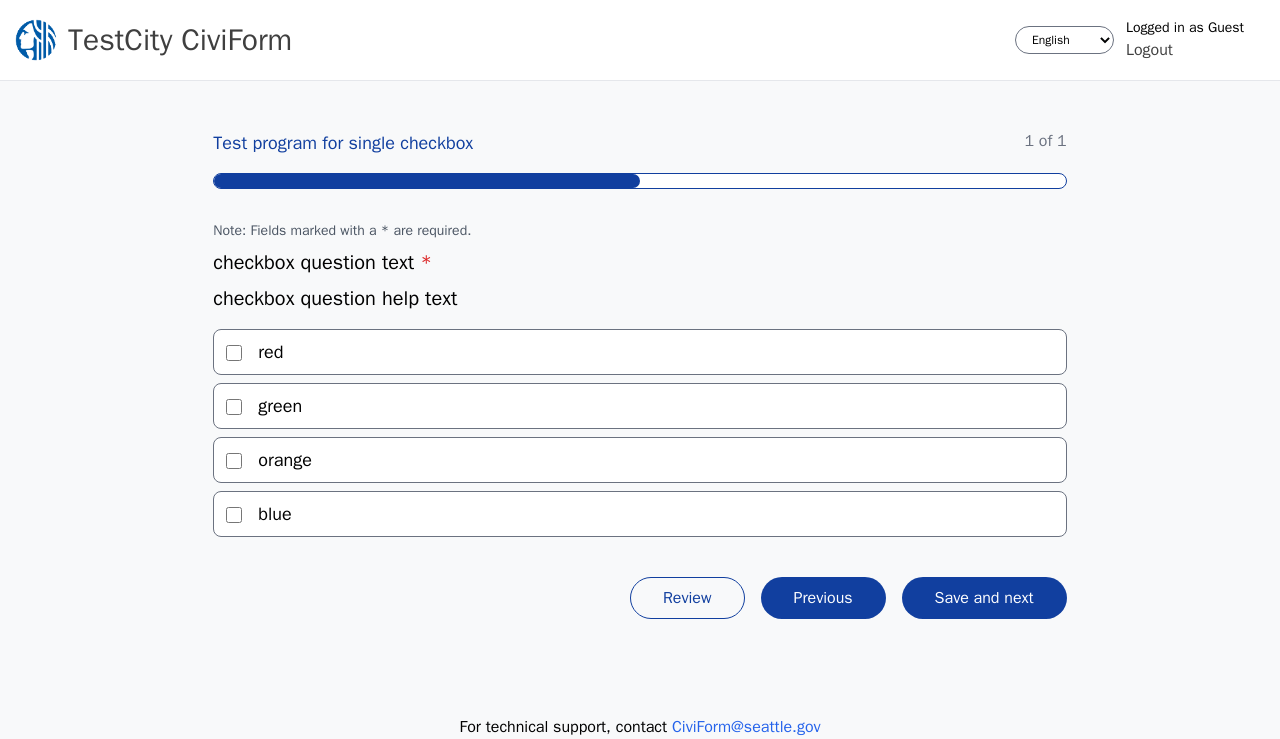 TestCity CiviForm
English
Logged in as Guest
Logout
Test program for single checkbox
1 of 1
Note: Fields marked with a * are required.
checkbox question text *
checkbox question help text
red
green
orange
blue
Review
Previous
Save and next
For technical support, contact CiviForm@seattle.gov